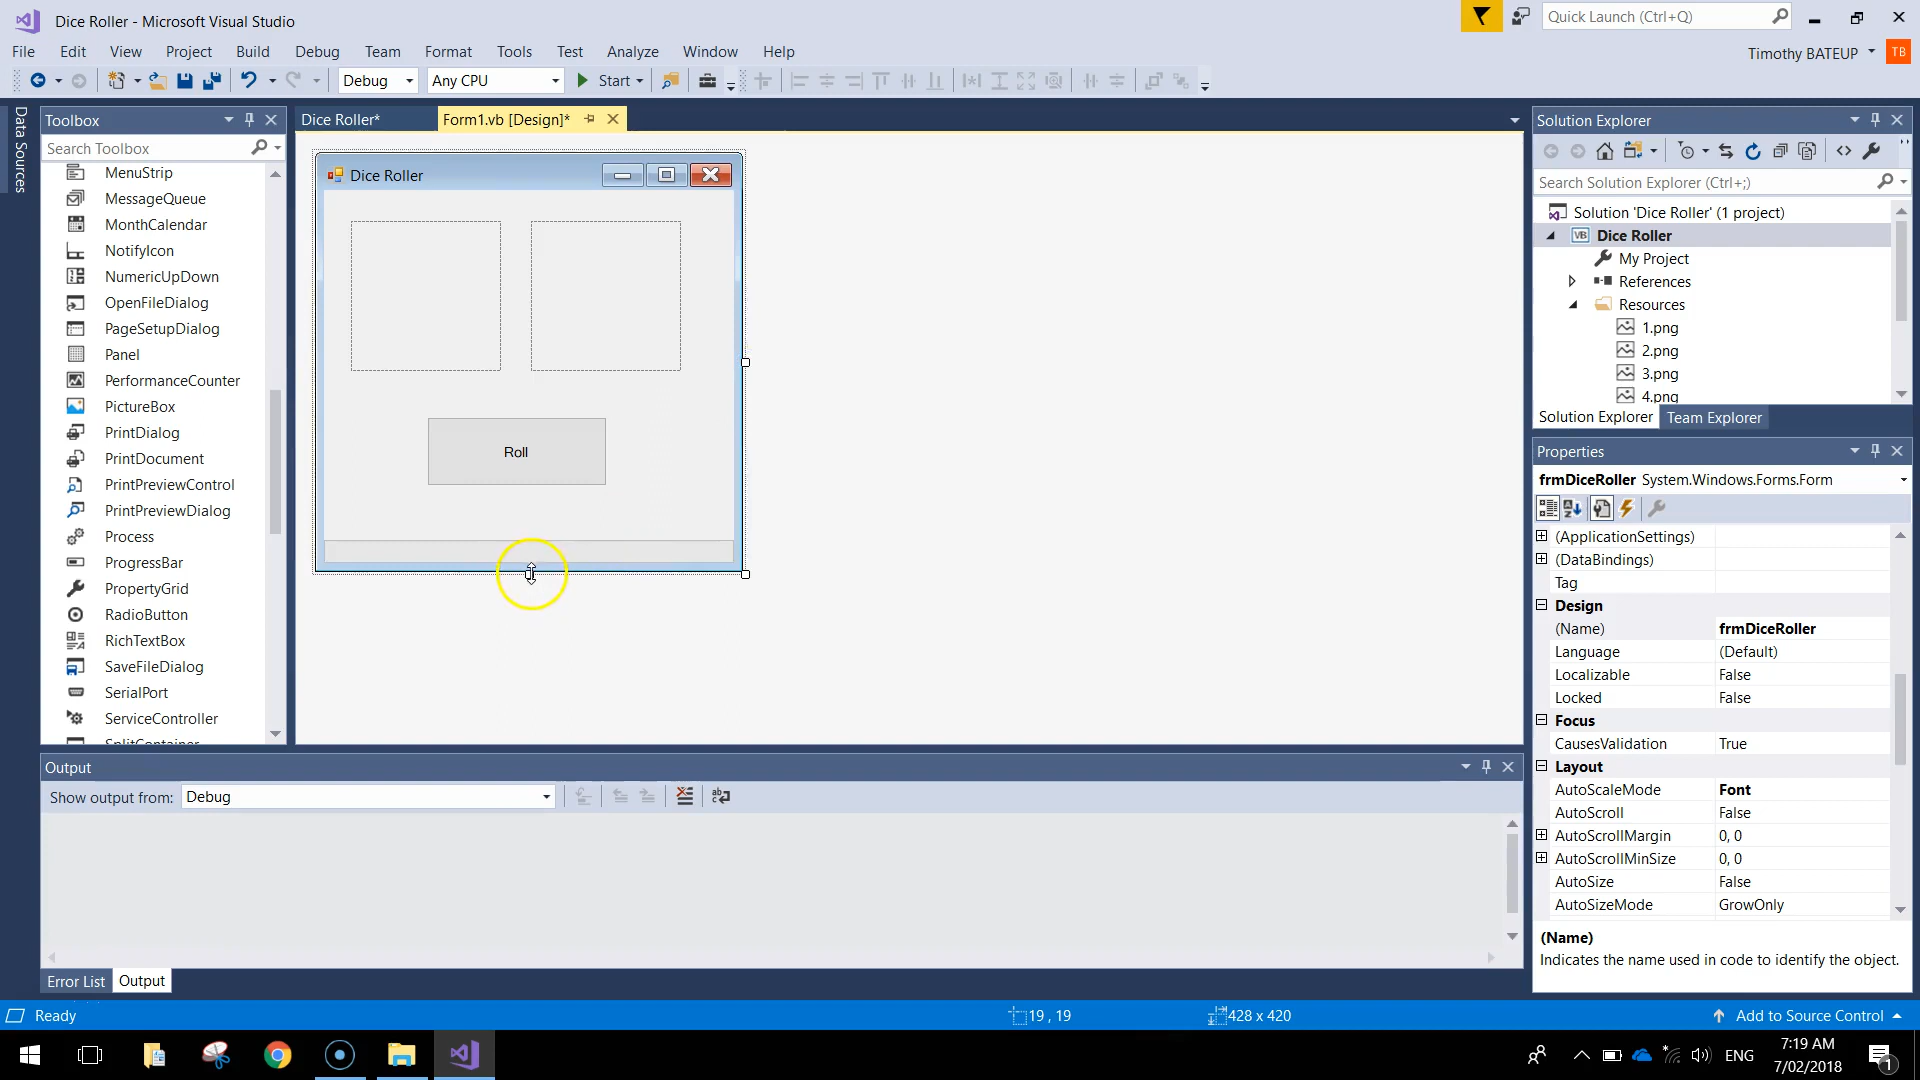 Dice Roller - Microsoft Visual Studio
Quick Launch (Ctrl+Q)
File Edit View Project Build Debug Team Format Tools Test Analyze Window Help
Timothy BATEUP TB
Debug Any CPU Start
Data Sources
Toolbox
Search Toolbox
MenuStrip
MessageQueue
MonthCalendar
NotifyIcon
NumericUpDown
OpenFileDialog
PageSetupDialog
Panel
PerformanceCounter
PictureBox
PrintDialog
PrintDocument
PrintPreviewControl
PrintPreviewDialog
Process
ProgressBar
PropertyGrid
RadioButton
RichTextBox
SaveFileDialog
SerialPort
ServiceController
SplitContainer
Dice Roller* Form1.vb [Design]*
Dice Roller
Roll
Solution Explorer
Search Solution Explorer (Ctrl+;)
Solution 'Dice Roller' (1 project)
VB Dice Roller
My Project
References
Resources
1.png
2.png
3.png
4.png
Solution Explorer Team Explorer
Properties
frmDiceRoller System.Windows.Forms.Form
(ApplicationSettings)
(DataBindings)
Tag
Design
(Name) frmDiceRoller
Language (Default)
Localizable False
Locked False
Focus
CausesValidation True
Layout
AutoScaleMode Font
AutoScroll False
AutoScrollMargin 0, 0
AutoScrollMinSize 0, 0
AutoSize False
AutoSizeMode GrowOnly
(Name)
Indicates the name used in code to identify the object.
Output
Show output from: Debug
Error List Output
Ready
19 , 19
428 x 420
Add to Source Control
ENG
7:19 AM
7/02/2018
1